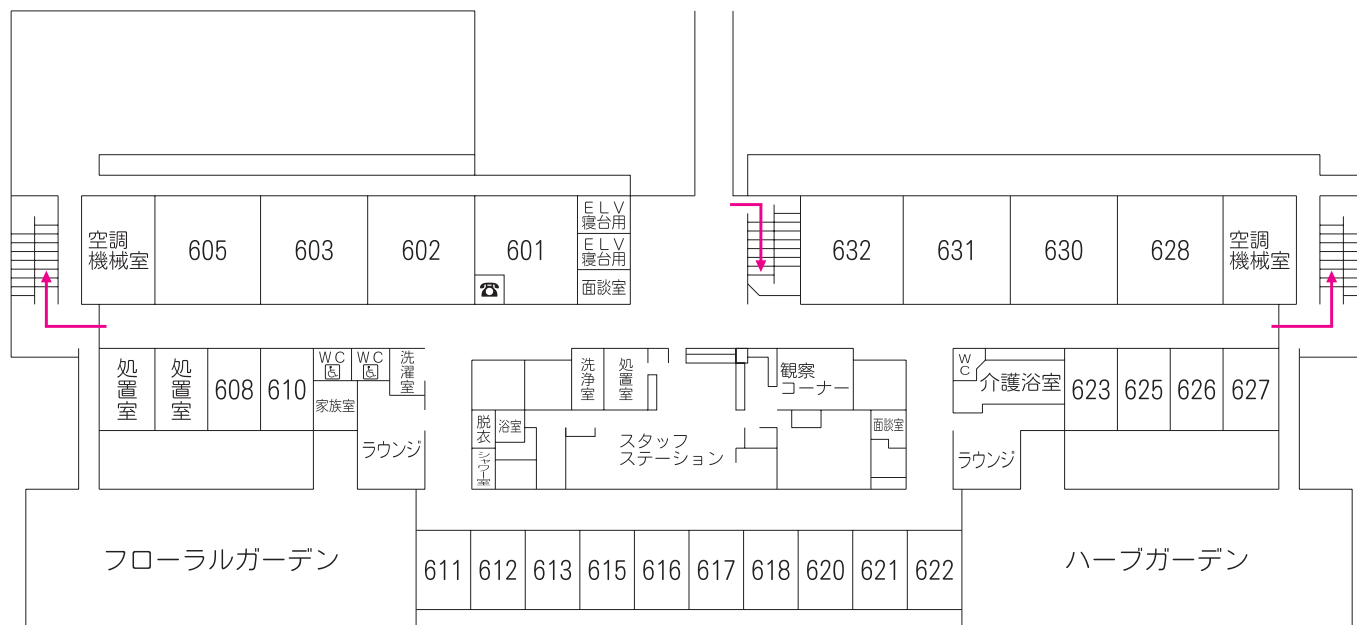 ELV
寝台用
ELV
寝台用
面談室
空調
機械室
605
603
602
601
632
631
630
628
空調
機械室
処置室
処置室
608
610
WC
WC
洗濯室
家族室
ラウンジ
洗浄室
処置室
観察
コーナー
脱衣
浴室
シャワー室
スタッフ
ステーション
面談室
WC
介護浴室
ラウンジ
623
625
626
627
フローラルガーデン
611
612
613
615
616
617
618
620
621
622
ハーブガーデン